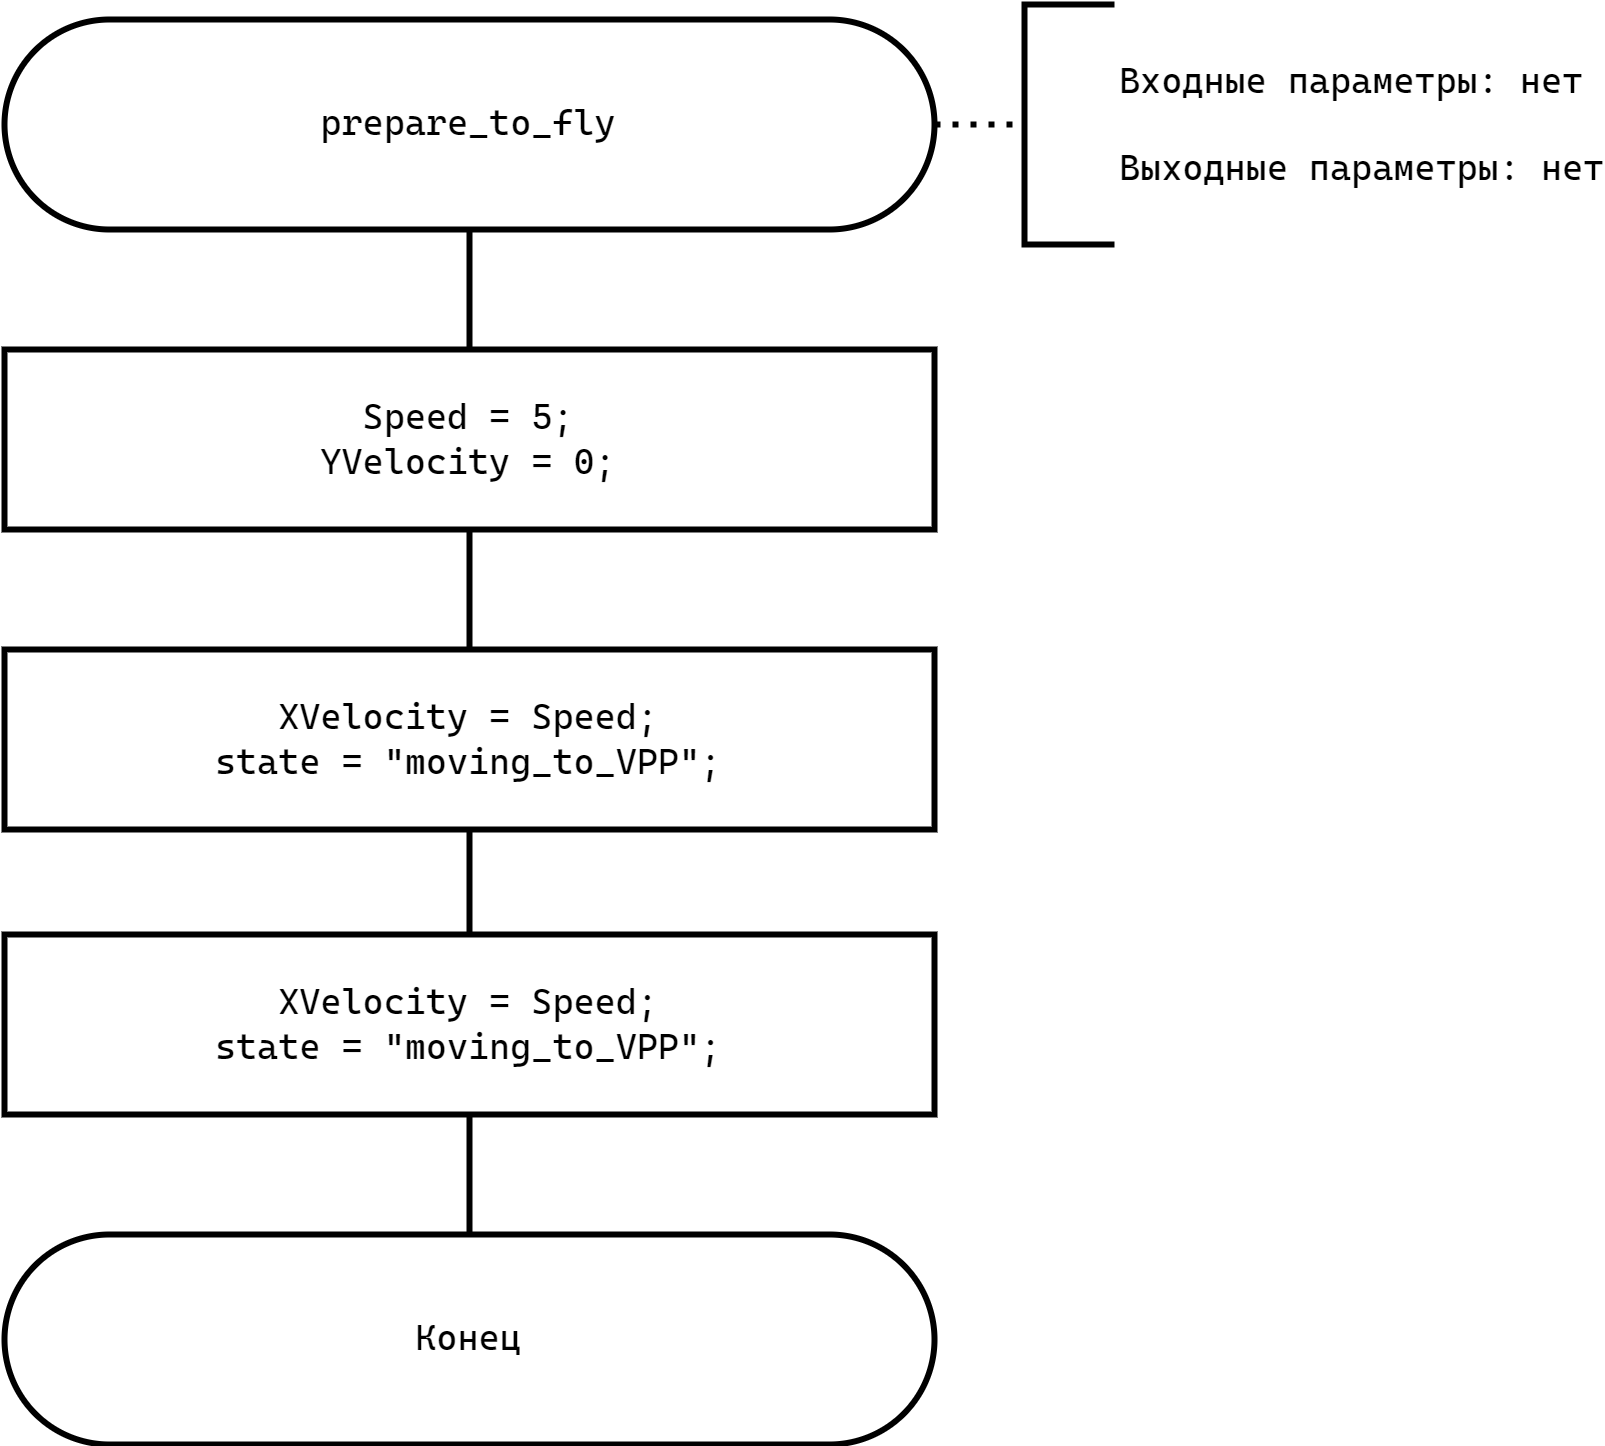 prepare_to_fly
Входные параметры: нет
Выходные параметры: нет
Speed = 5;
YVelocity = 0;
XVelocity = Speed;
state = "moving_to_VPP";
XVelocity = Speed;
state = "moving_to_VPP";
Конец